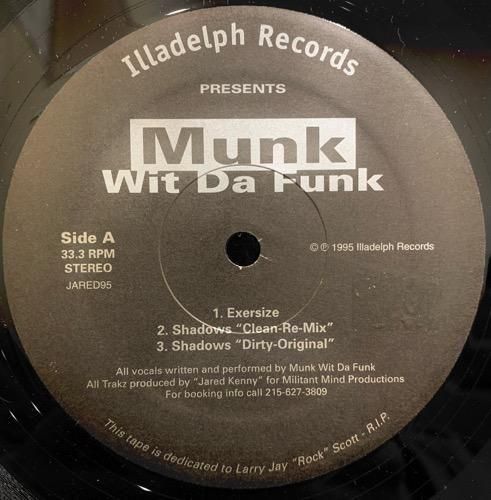 Illadelph Records
PRESENTS
Munk
Wit Da Funk
Side A
33.3 RPM
STEREO
JARED95
© ℗ 1995 Illadelph Records
1. Exersize
2. Shadows "Clean-Re-Mix"
3. Shadows "Dirty-Original"
All vocals written and performed by Munk Wit Da Funk
All Trakz produced by "Jared Kenny" for Militant Mind Productions
For booking info call 215-627-3809
This tape is dedicated to Larry Jay "Rock" Scott - R.I.P.